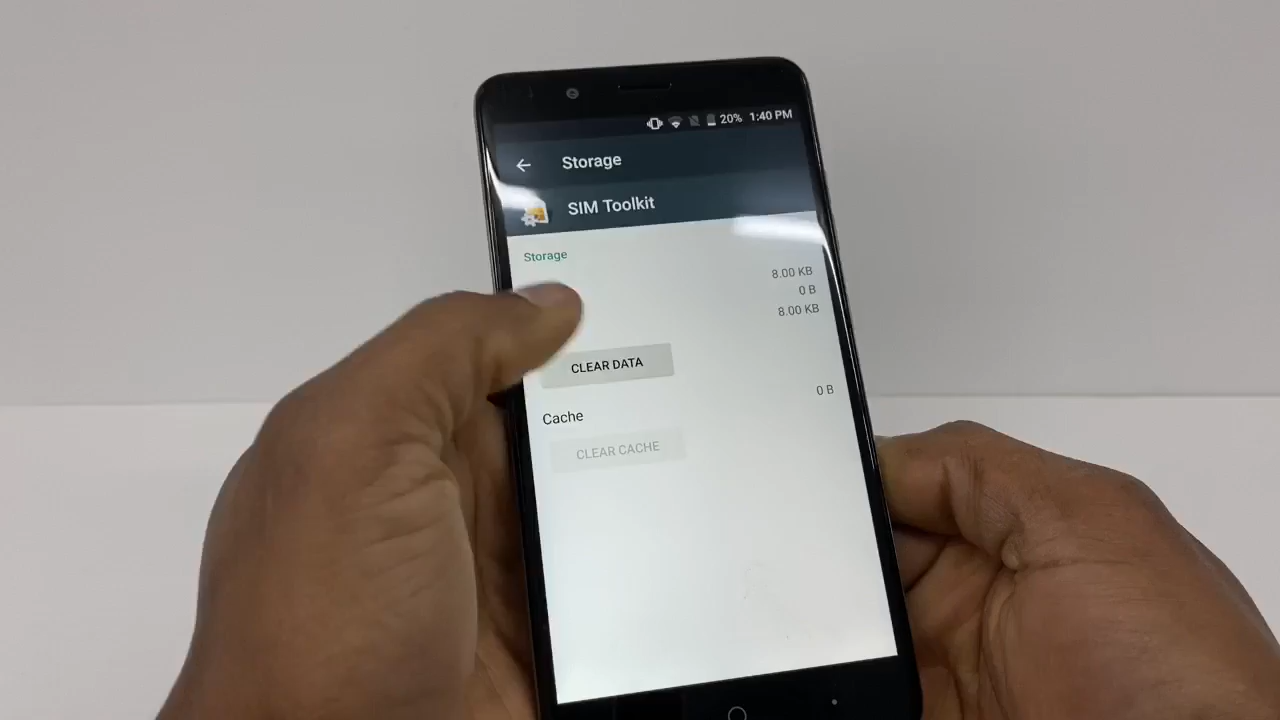 20% 1:40 PM
Storage
SIM Toolkit
Storage
8.00 KB
0 B
8.00 KB
CLEAR DATA
Cache 0 B
CLEAR CACHE